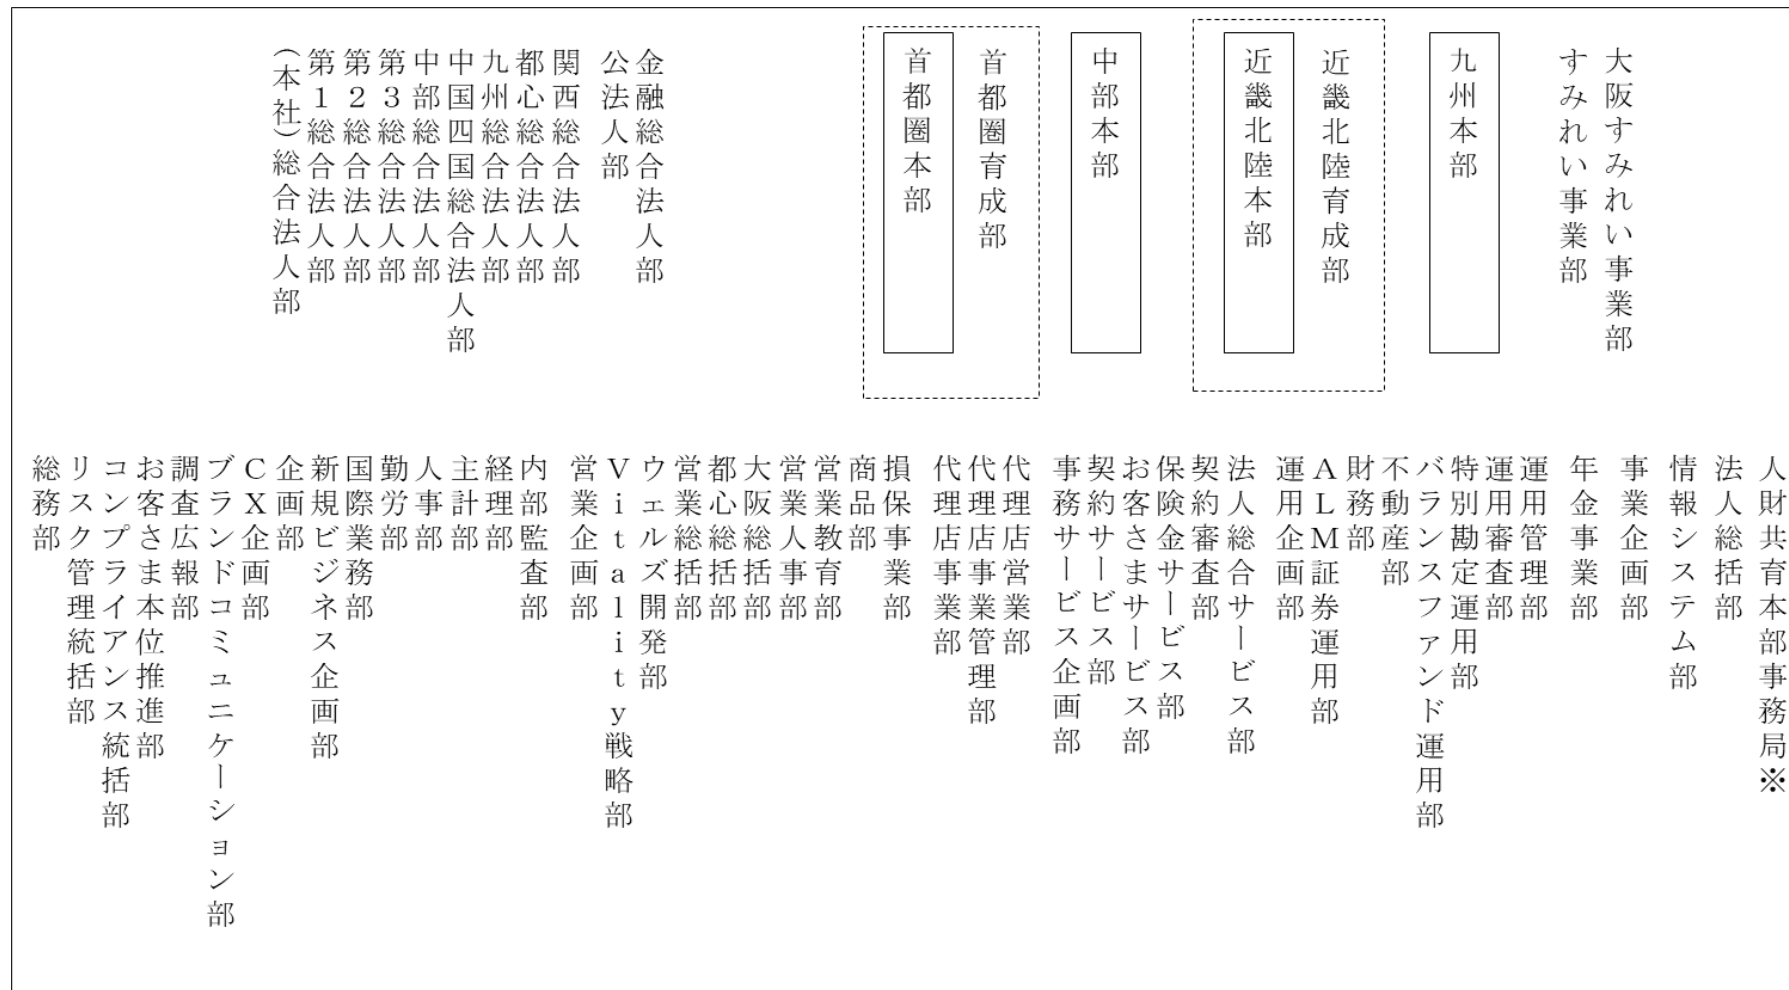 （本社）総合法人部
第１総合法人部
第２総合法人部
第３総合法人部
中部総合法人部
中国四国総合法人部
九州総合法人部
都心総合法人部
関西総合法人部
公法人部
金融総合法人部
首都圏本部
首都圏育成部
中部本部
近畿北陸本部
近畿北陸育成部
九州本部
すみれい事業部
大阪すみれい事業部
総務部
リスク管理統括部
コンプライアンス統括部
お客さま本位推進部
調査広報部
ブランドコミュニケーション部
ＣＸ企画部
企画部
新規ビジネス企画部
国際業務部
勤労部
人事部
主計部
経理部
内部監査部
営業企画部
Ｖｉｔａｌｉｔｙ戦略部
ウェルズ開発部
営業総括部
都心総括部
大阪総括部
営業人事部
営業教育部
商品部
損保事業部
代理店事業部
代理店事業管理部
代理店営業部
事務サービス企画部
契約サービス部
お客さまサービス部
保険金サービス部
契約審査部
法人総合サービス部
運用企画部
ＡＬＭ証券運用部
財務部
不動産部
バランスファンド運用部
特別勘定運用部
運用審査部
運用管理部
年金事業部
事業企画部
情報システム部
法人総括部
人財共育本部事務局※